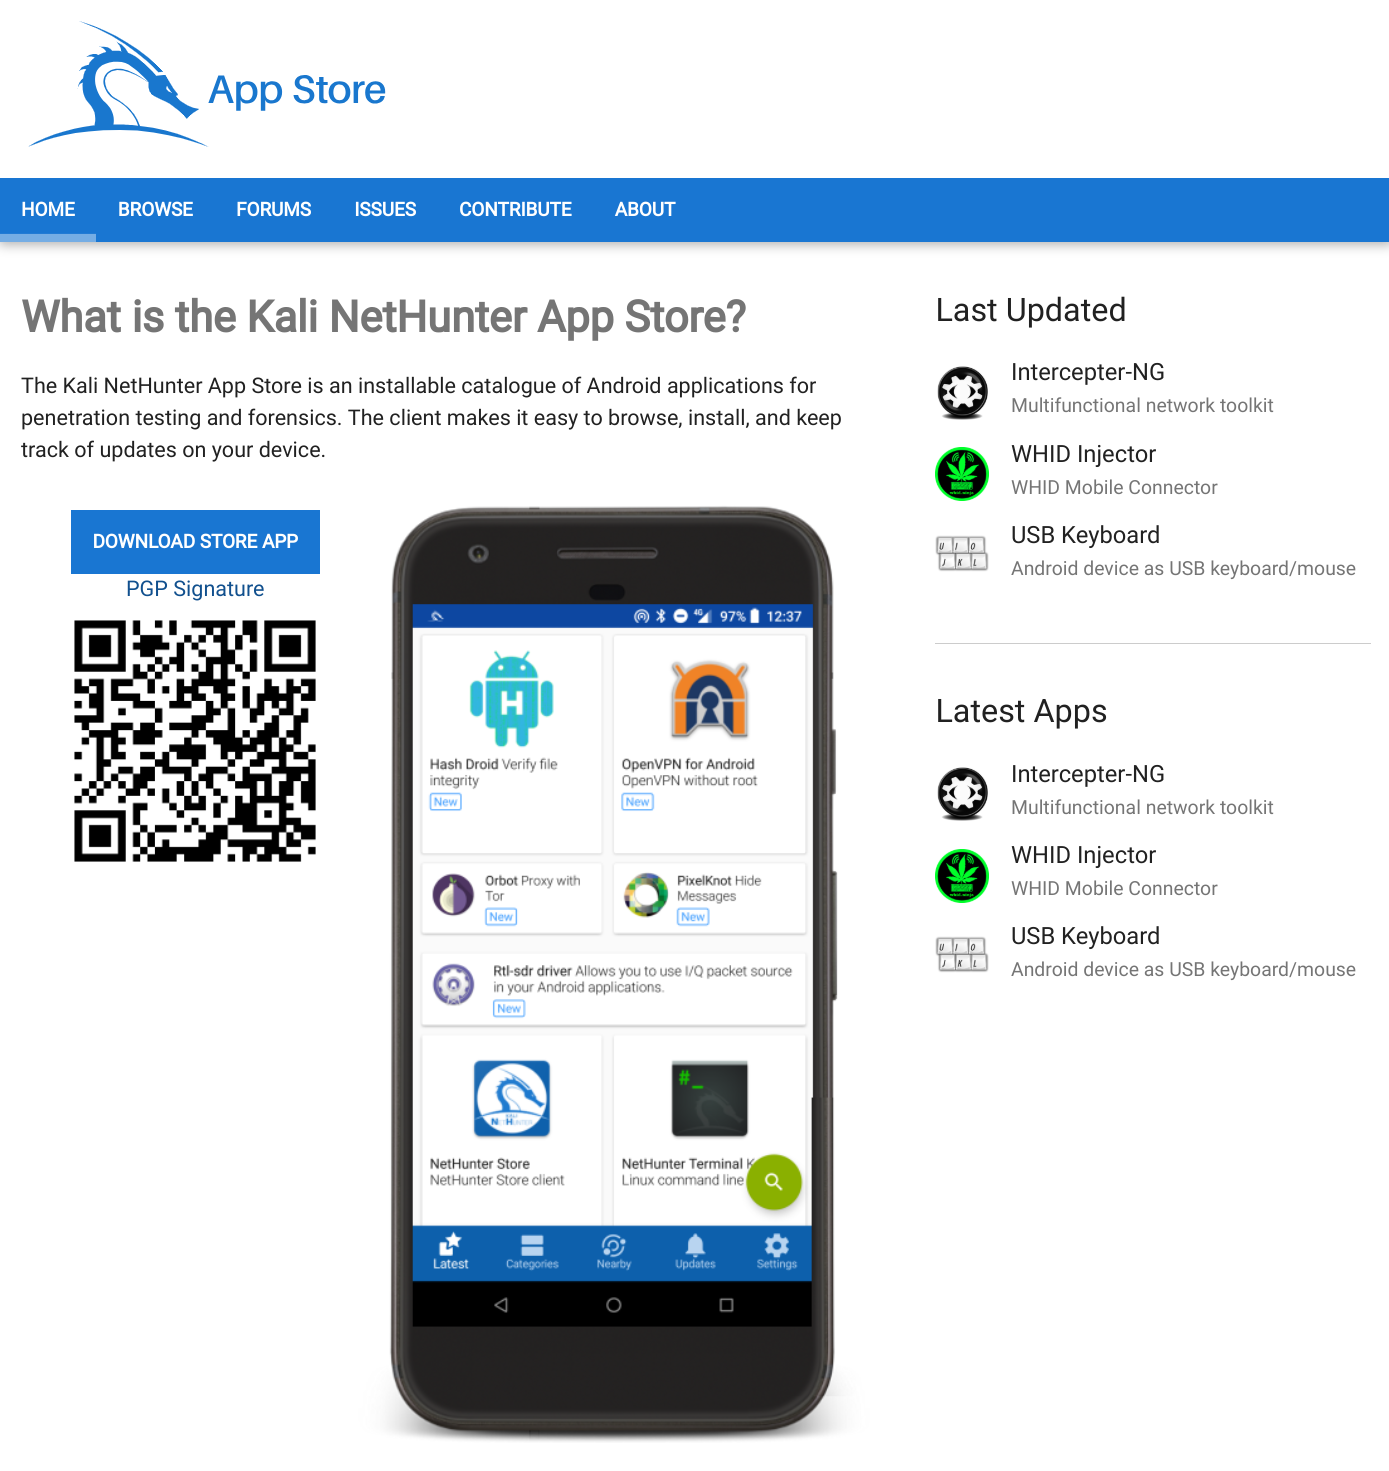 App Store
HOME BROWSE FORUMS ISSUES CONTRIBUTE ABOUT
What is the Kali NetHunter App Store?
The Kali NetHunter App Store is an installable catalogue of Android applications for
penetration testing and forensics. The client makes it easy to browse, install, and keep
track of updates on your device.
DOWNLOAD STORE APP
PGP Signature
4G 97% 12:37
H
Hash Droid Verify file
integrity
New
OpenVPN for Android
OpenVPN without root
New
Orbot Proxy with
Tor
New
PixelKnot Hide
Messages
New
Rtl-sdr driver Allows you to use I/Q packet source
in your Android applications.
New
KALI
NETHUNTER
NetHunter Store
NetHunter Store client
#_
NetHunter Terminal
Linux command line
Latest Categories Nearby Updates Settings
Last Updated
Intercepter-NG
Multifunctional network toolkit
WHID Injector
WHID Mobile Connector
U I O
J K L
USB Keyboard
Android device as USB keyboard/mouse
Latest Apps
Intercepter-NG
Multifunctional network toolkit
WHID Injector
WHID Mobile Connector
U I O
J K L
USB Keyboard
Android device as USB keyboard/mouse